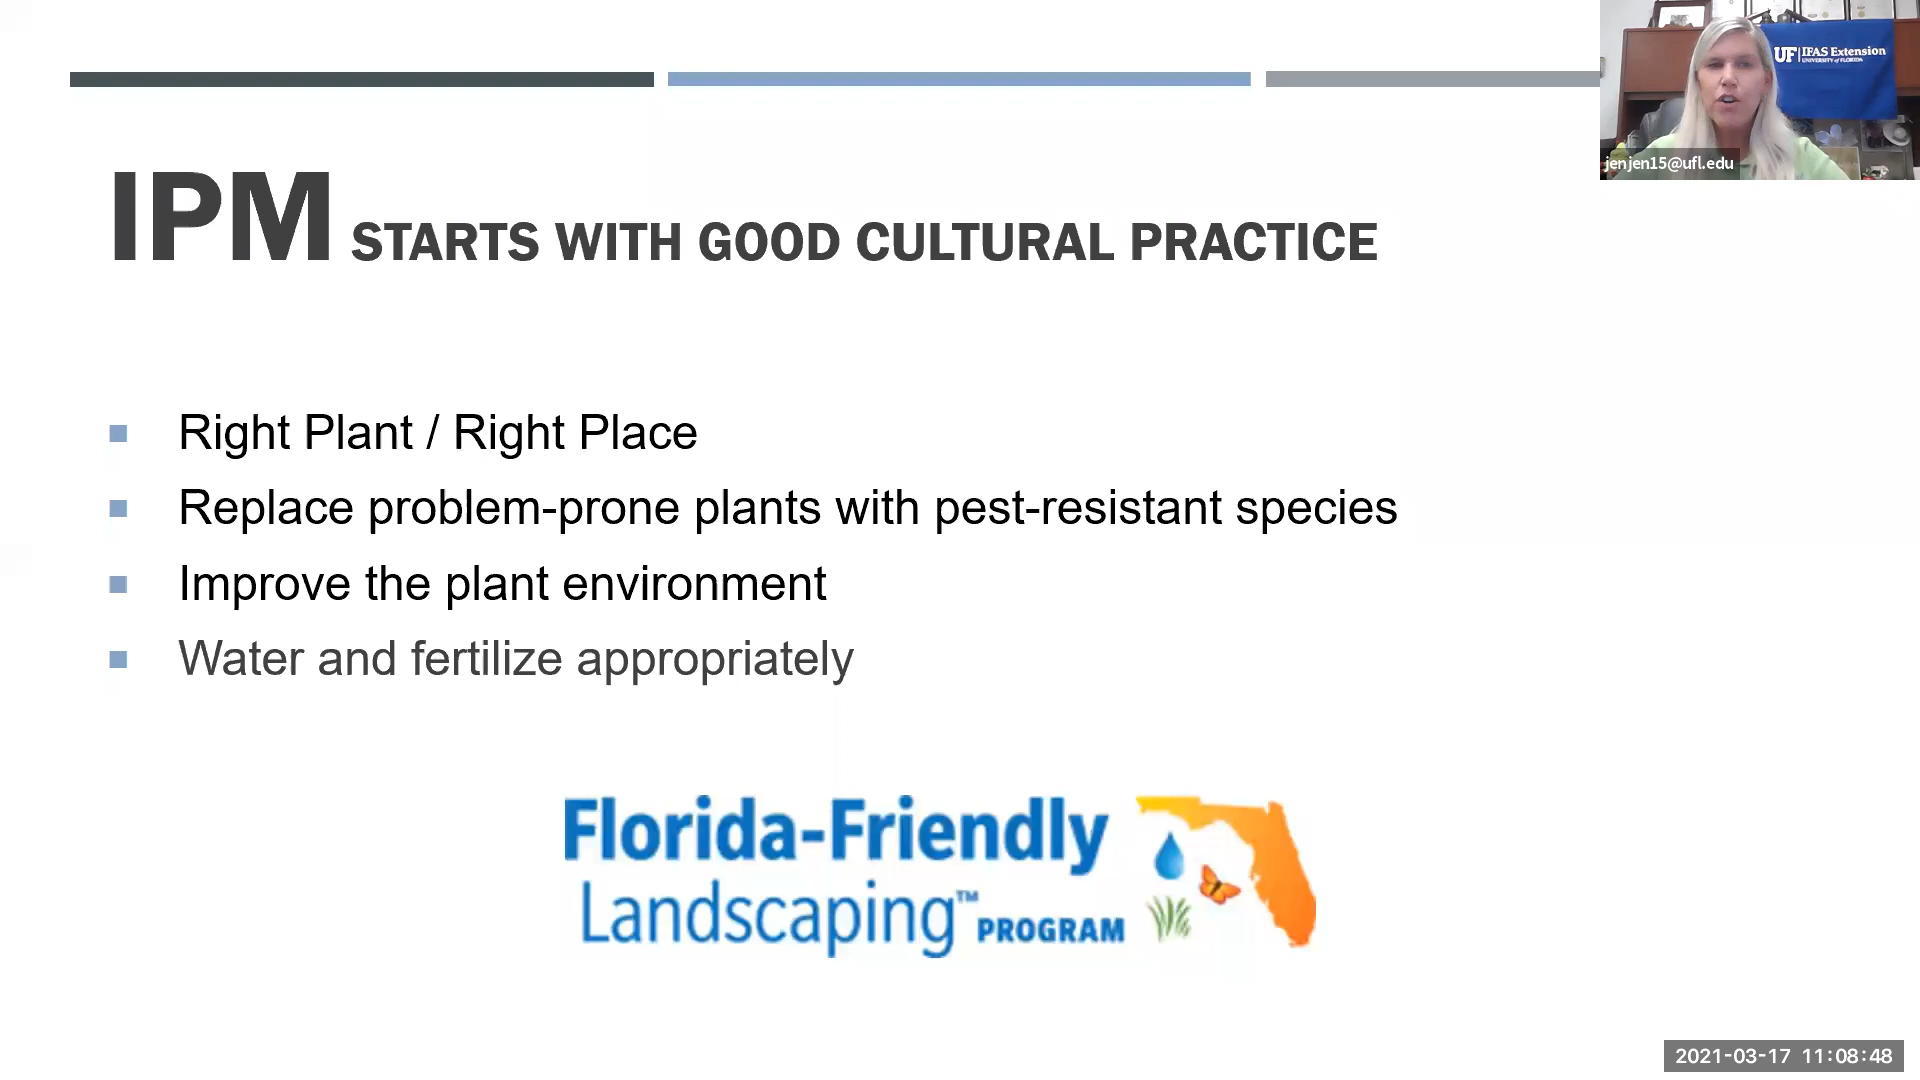 UF | IFAS Extension
UNIVERSITY of FLORIDA
jenjen15@ufl.edu
IPM STARTS WITH GOOD CULTURAL PRACTICE
Right Plant / Right Place
Replace problem-prone plants with pest-resistant species
Improve the plant environment
Water and fertilize appropriately
Florida-Friendly
Landscaping™ PROGRAM
2021-03-17 11:08:48